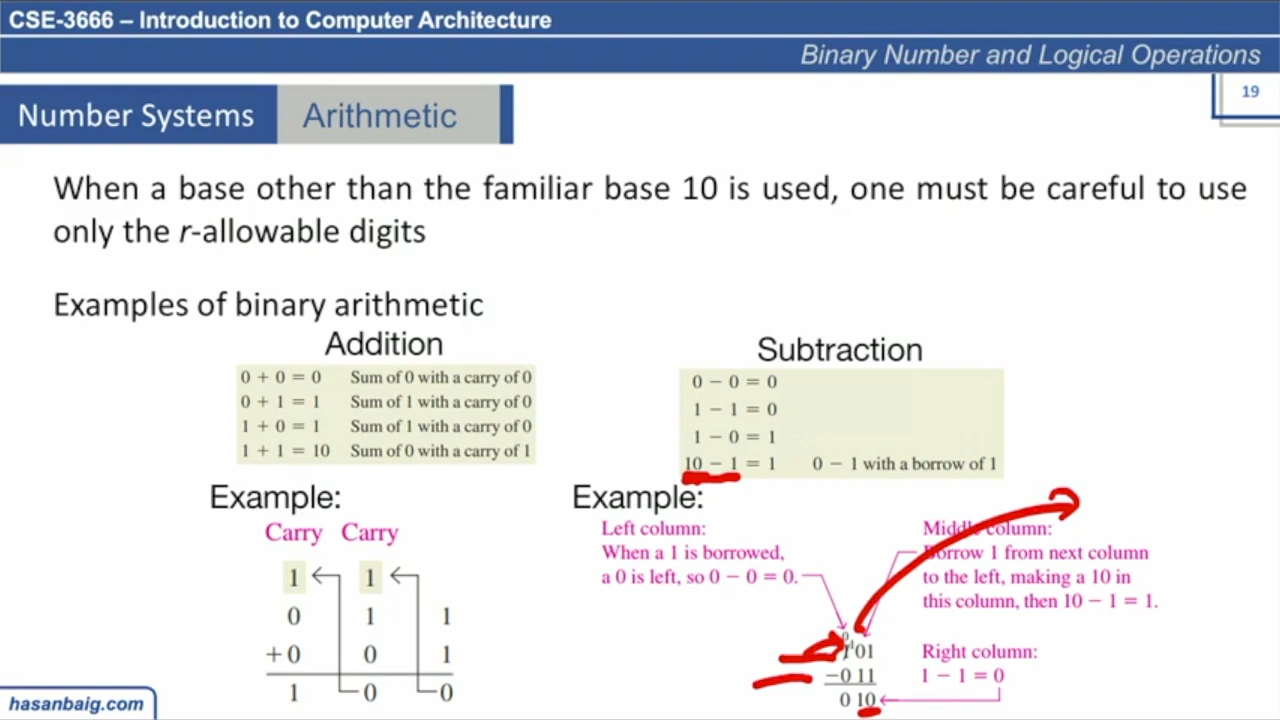 CSE-3666 – Introduction to Computer Architecture
Binary Number and Logical Operations
19
Number Systems
Arithmetic
When a base other than the familiar base 10 is used, one must be careful to use
only the r-allowable digits
Examples of binary arithmetic
Addition
0 + 0 = 0 Sum of 0 with a carry of 0
0 + 1 = 1 Sum of 1 with a carry of 0
1 + 0 = 1 Sum of 1 with a carry of 0
1 + 1 = 10 Sum of 0 with a carry of 1
Example:
Carry Carry
1 1
0 1 1
+0 0 1
1 0 0
Subtraction
0 − 0 = 0
1 − 1 = 0
1 − 0 = 1
10 − 1 = 1 0 − 1 with a borrow of 1
Example:
Left column:
When a 1 is borrowed,
a 0 is left, so 0 − 0 = 0.
Middle column:
Borrow 1 from next column
to the left, making a 10 in
this column, then 10 − 1 = 1.
0 1
101
−0 11
0 10
Right column:
1 − 1 = 0
hasanbaig.com